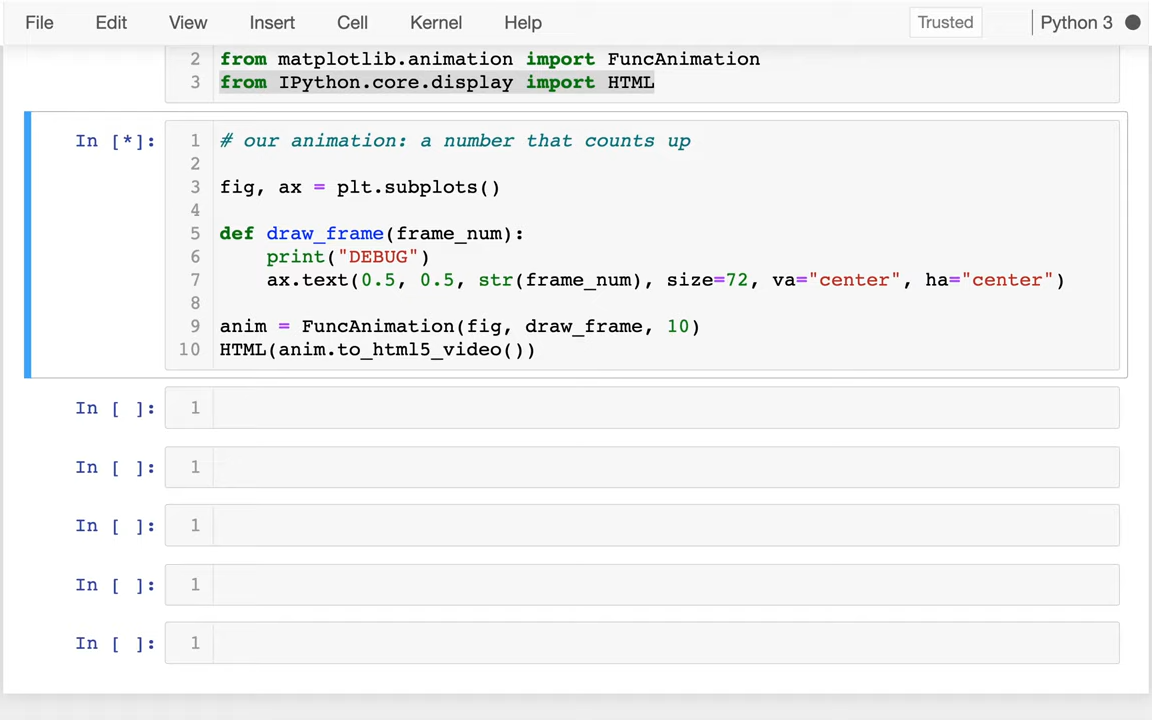 File Edit View Insert Cell Kernel Help Trusted Python 3
2 from matplotlib.animation import FuncAnimation
3 from IPython.core.display import HTML
In [*]: 1 # our animation: a number that counts up
2
3 fig, ax = plt.subplots()
4
5 def draw_frame(frame_num):
6     print("DEBUG")
7     ax.text(0.5, 0.5, str(frame_num), size=72, va="center", ha="center")
8
9 anim = FuncAnimation(fig, draw_frame, 10)
10 HTML(anim.to_html5_video())
In [ ]: 1
In [ ]: 1
In [ ]: 1
In [ ]: 1
In [ ]: 1